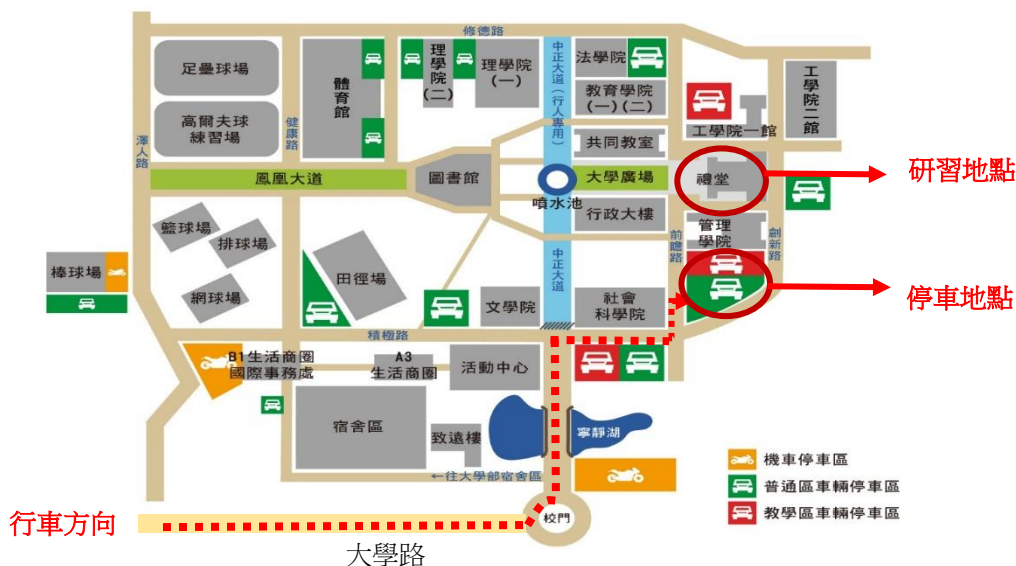 修德路
足壘球場
高爾夫球
練習場
澤人路
健康路
體育館
理學院
(二)
理學院
(一)
中正大道(行人專用)
法學院
教育學院
(一)(二)
共同教室
工學院一館
工學院二館
鳳凰大道
圖書館
噴水池
大學廣場
禮堂
研習地點
行政大樓
管理
學院
前瞻路
創新路
籃球場
排球場
網球場
棒球場
田徑場
文學院
中正大道
社會
科學院
停車地點
積極路
B1生活商圈
國際事務處
A3
生活商圈
活動中心
宿舍區
致遠樓
寧靜湖
←往大學部宿舍區
機車停車區
普通區車輛停車區
教學區車輛停車區
行車方向
校門
大學路